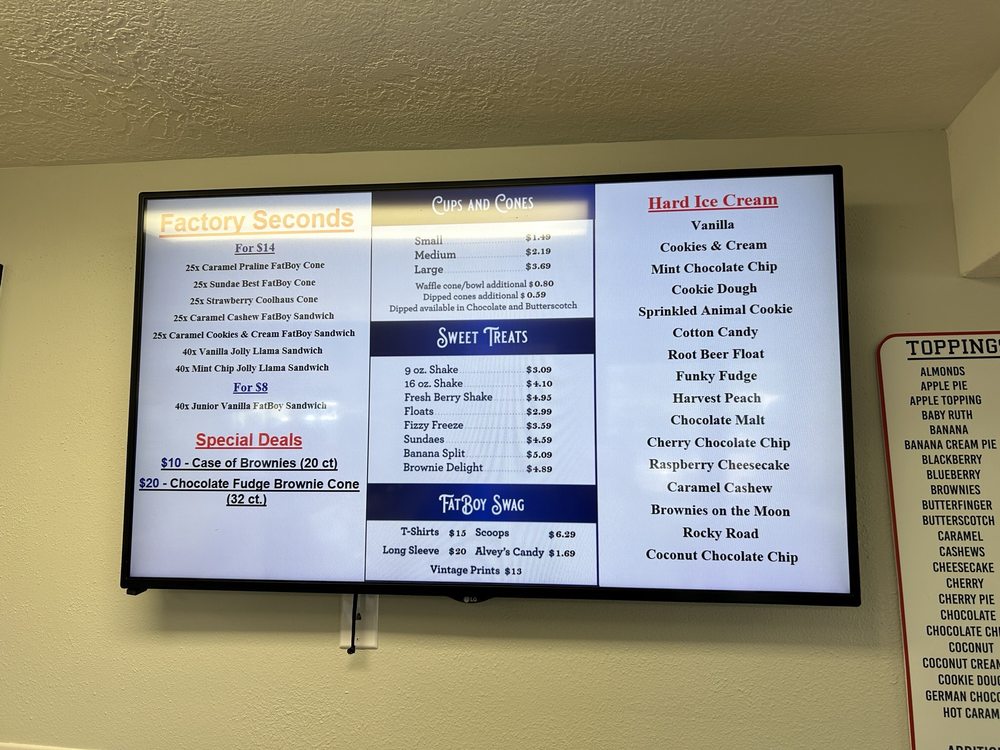 Factory Seconds
For $14
25x Caramel Praline FatBoy Cone
25x Sundae Best FatBoy Cone
25x Strawberry Coolhaus Cone
25x Caramel Cashew FatBoy Sandwich
25x Caramel Cookies & Cream FatBoy Sandwich
40x Vanilla Jolly Llama Sandwich
40x Mint Chip Jolly Llama Sandwich
For $8
40x Junior Vanilla FatBoy Sandwich
Special Deals
$10 - Case of Brownies (20 ct)
$20 - Chocolate Fudge Brownie Cone
(32 ct.)
CUPS AND CONES
Small $1.49
Medium $2.19
Large $3.69
Waffle cone/bowl additional $0.80
Dipped cones additional $ 0.59
Dipped available in Chocolate and Butterscotch
SWEET TREATS
9 oz. Shake $3.09
16 oz. Shake $4.10
Fresh Berry Shake $4.95
Floats $2.99
Fizzy Freeze $3.59
Sundaes $4.59
Banana Split $5.09
Brownie Delight $4.89
FATBOY SWAG
T-Shirts $15 Scoops $6.29
Long Sleeve $20 Alvey's Candy $1.69
Vintage Prints $13
LG
Hard Ice Cream
Vanilla
Cookies & Cream
Mint Chocolate Chip
Cookie Dough
Sprinkled Animal Cookie
Cotton Candy
Root Beer Float
Funky Fudge
Harvest Peach
Chocolate Malt
Cherry Chocolate Chip
Raspberry Cheesecake
Caramel Cashew
Brownies on the Moon
Rocky Road
Coconut Chocolate Chip
TOPPINGS
ALMONDS
APPLE PIE
APPLE TOPPING
BABY RUTH
BANANA
BANANA CREAM PIE
BLACKBERRY
BLUEBERRY
BROWNIES
BUTTERFINGER
BUTTERSCOTCH
CARAMEL
CASHEWS
CHEESECAKE
CHERRY
CHERRY PIE
CHOCOLATE
CHOCOLATE CH
COCONUT
COCONUT CREAM
COOKIE DOUG
GERMAN CHOC
HOT CARAM